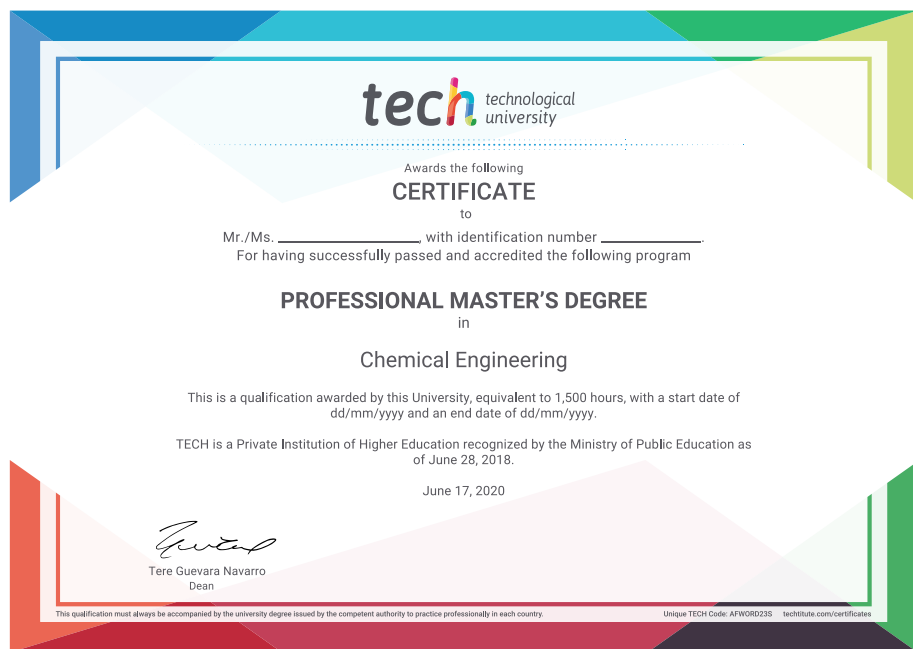 tech technological
university
Awards the following
CERTIFICATE
to
Mr./Ms. ____________________, with identification number ______________.
For having successfully passed and accredited the following program
PROFESSIONAL MASTER'S DEGREE
in
Chemical Engineering
This is a qualification awarded by this University, equivalent to 1,500 hours, with a start date of
dd/mm/yyyy and an end date of dd/mm/yyyy.
TECH is a Private Institution of Higher Education recognized by the Ministry of Public Education as
of June 28, 2018.
June 17, 2020
Tere Guevara Navarro
Dean
This qualification must always be accompanied by the university degree issued by the competent authority to practice professionally in each country. Unique TECH Code: AFWORD23S techtitute.com/certificates